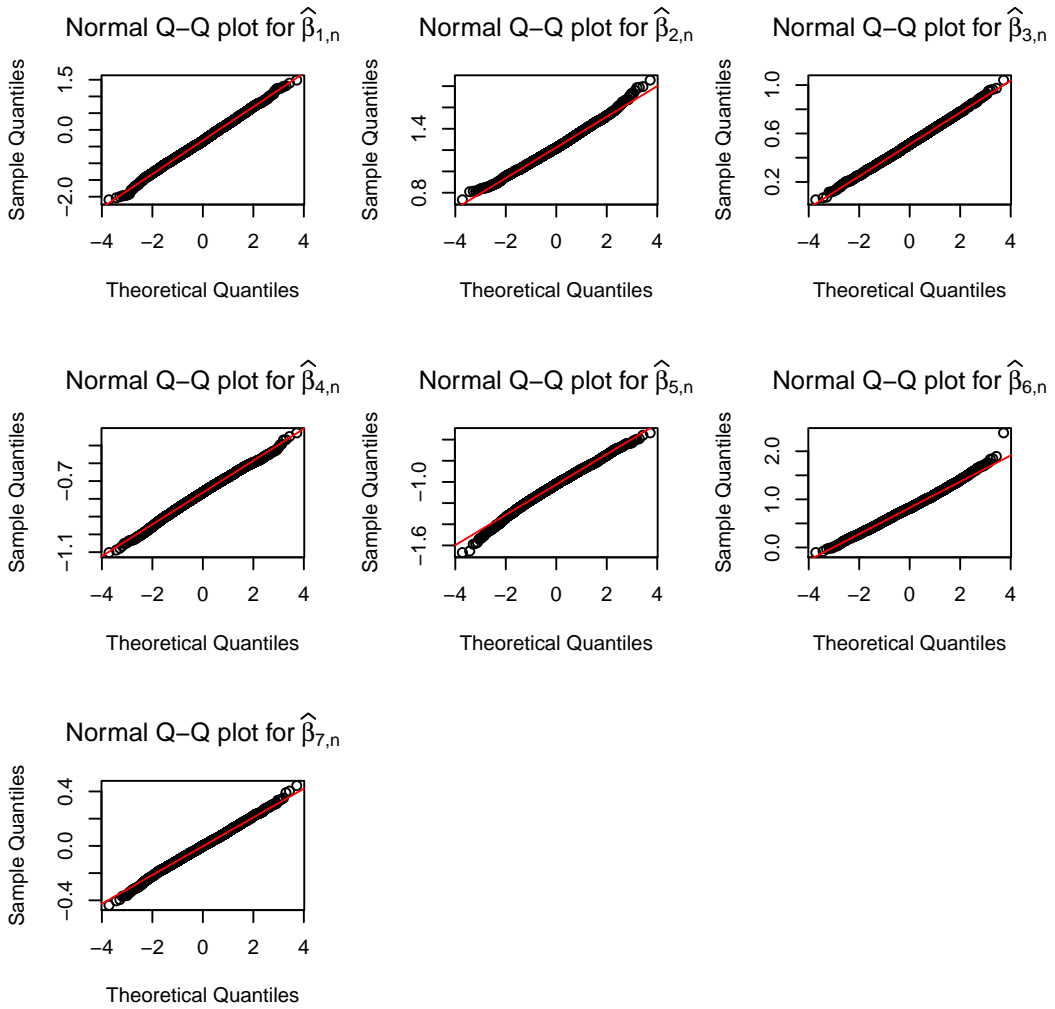 Normal Q−Q plot for β̂1,n
Sample Quantiles
1.5
0.0
−2.0
−4 −2 0 2 4
Theoretical Quantiles
Normal Q−Q plot for β̂2,n
Sample Quantiles
1.4
0.8
−4 −2 0 2 4
Theoretical Quantiles
Normal Q−Q plot for β̂3,n
Sample Quantiles
1.0
0.6
0.2
−4 −2 0 2 4
Theoretical Quantiles
Normal Q−Q plot for β̂4,n
Sample Quantiles
−0.7
−1.1
−4 −2 0 2 4
Theoretical Quantiles
Normal Q−Q plot for β̂5,n
Sample Quantiles
−1.0
−1.6
−4 −2 0 2 4
Theoretical Quantiles
Normal Q−Q plot for β̂6,n
Sample Quantiles
2.0
1.0
0.0
−4 −2 0 2 4
Theoretical Quantiles
Normal Q−Q plot for β̂7,n
Sample Quantiles
0.4
0.0
−0.4
−4 −2 0 2 4
Theoretical Quantiles